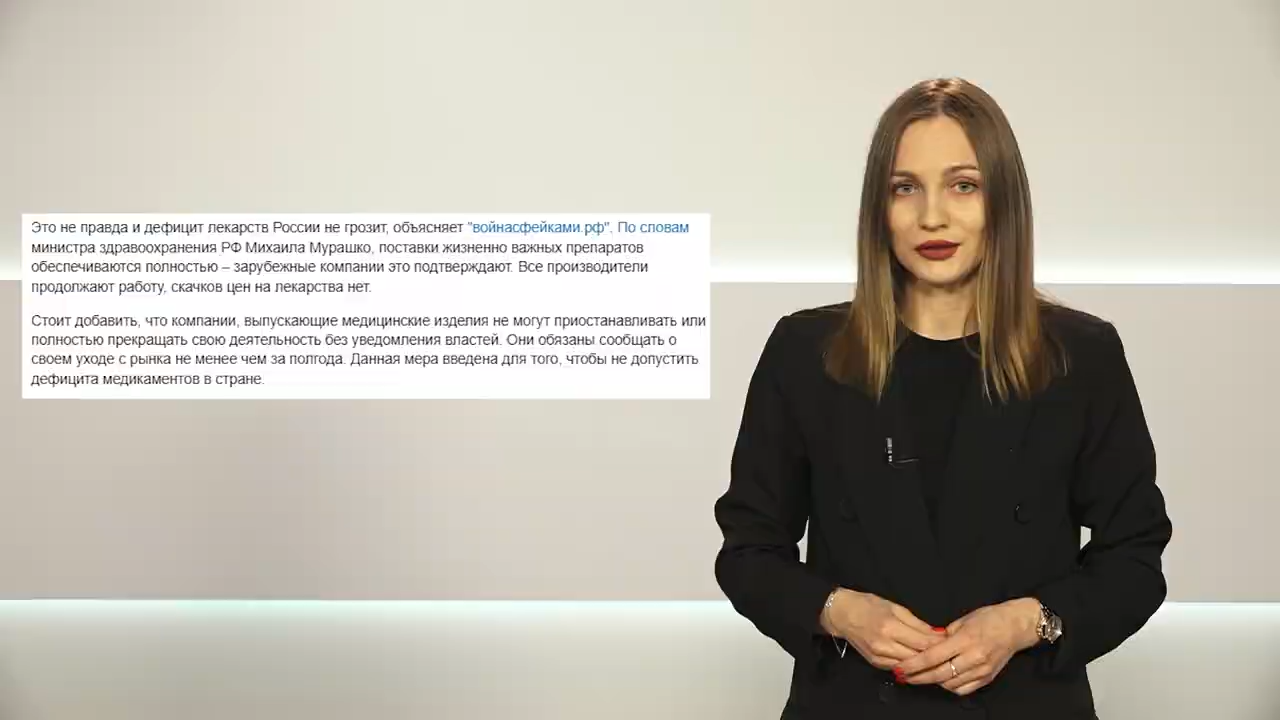 Это не правда и дефицит лекарств России не грозит, объясняет "войнасфейками.рф". По словам
министра здравоохранения РФ Михаила Мурашко, поставки жизненно важных препаратов
обеспечиваются полностью – зарубежные компании это подтверждают. Все производители
продолжают работу, скачков цен на лекарства нет.
Стоит добавить, что компании, выпускающие медицинские изделия не могут приостанавливать или
полностью прекращать свою деятельность без уведомления властей. Они обязаны сообщать о
своем уходе с рынка не менее чем за полгода. Данная мера введена для того, чтобы не допустить
дефицита медикаментов в стране.